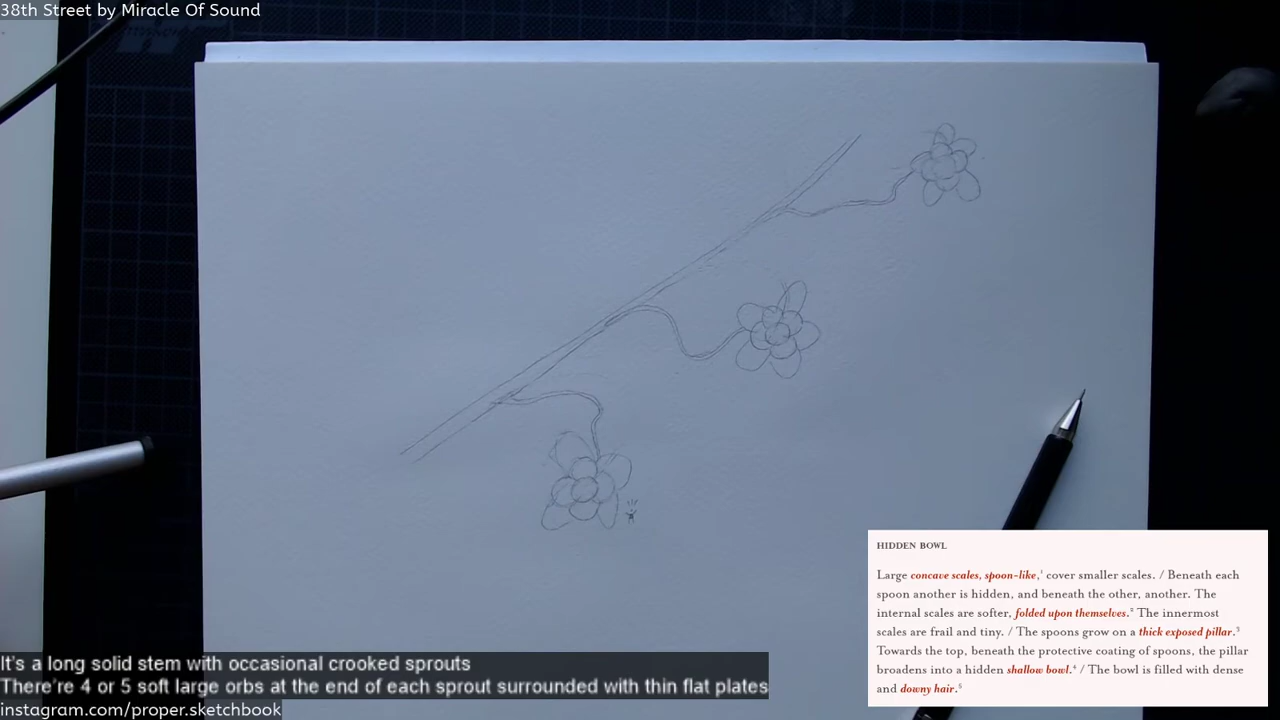 38th Street by Miracle Of Sound
HIDDEN BOWL
Large concave scales, spoon-like,¹ cover smaller scales. / Beneath each
spoon another is hidden, and beneath the other, another. The
internal scales are softer, folded upon themselves.² The innermost
scales are frail and tiny. / The spoons grow on a thick exposed pillar.³
Towards the top, beneath the protective coating of spoons, the pillar
broadens into a hidden shallow bowl.⁴ / The bowl is filled with dense
and downy hair.⁵
It's a long solid stem with occasional crooked sprouts
There're 4 or 5 soft large orbs at the end of each sprout surrounded with thin flat plates
instagram.com/proper.sketchbook